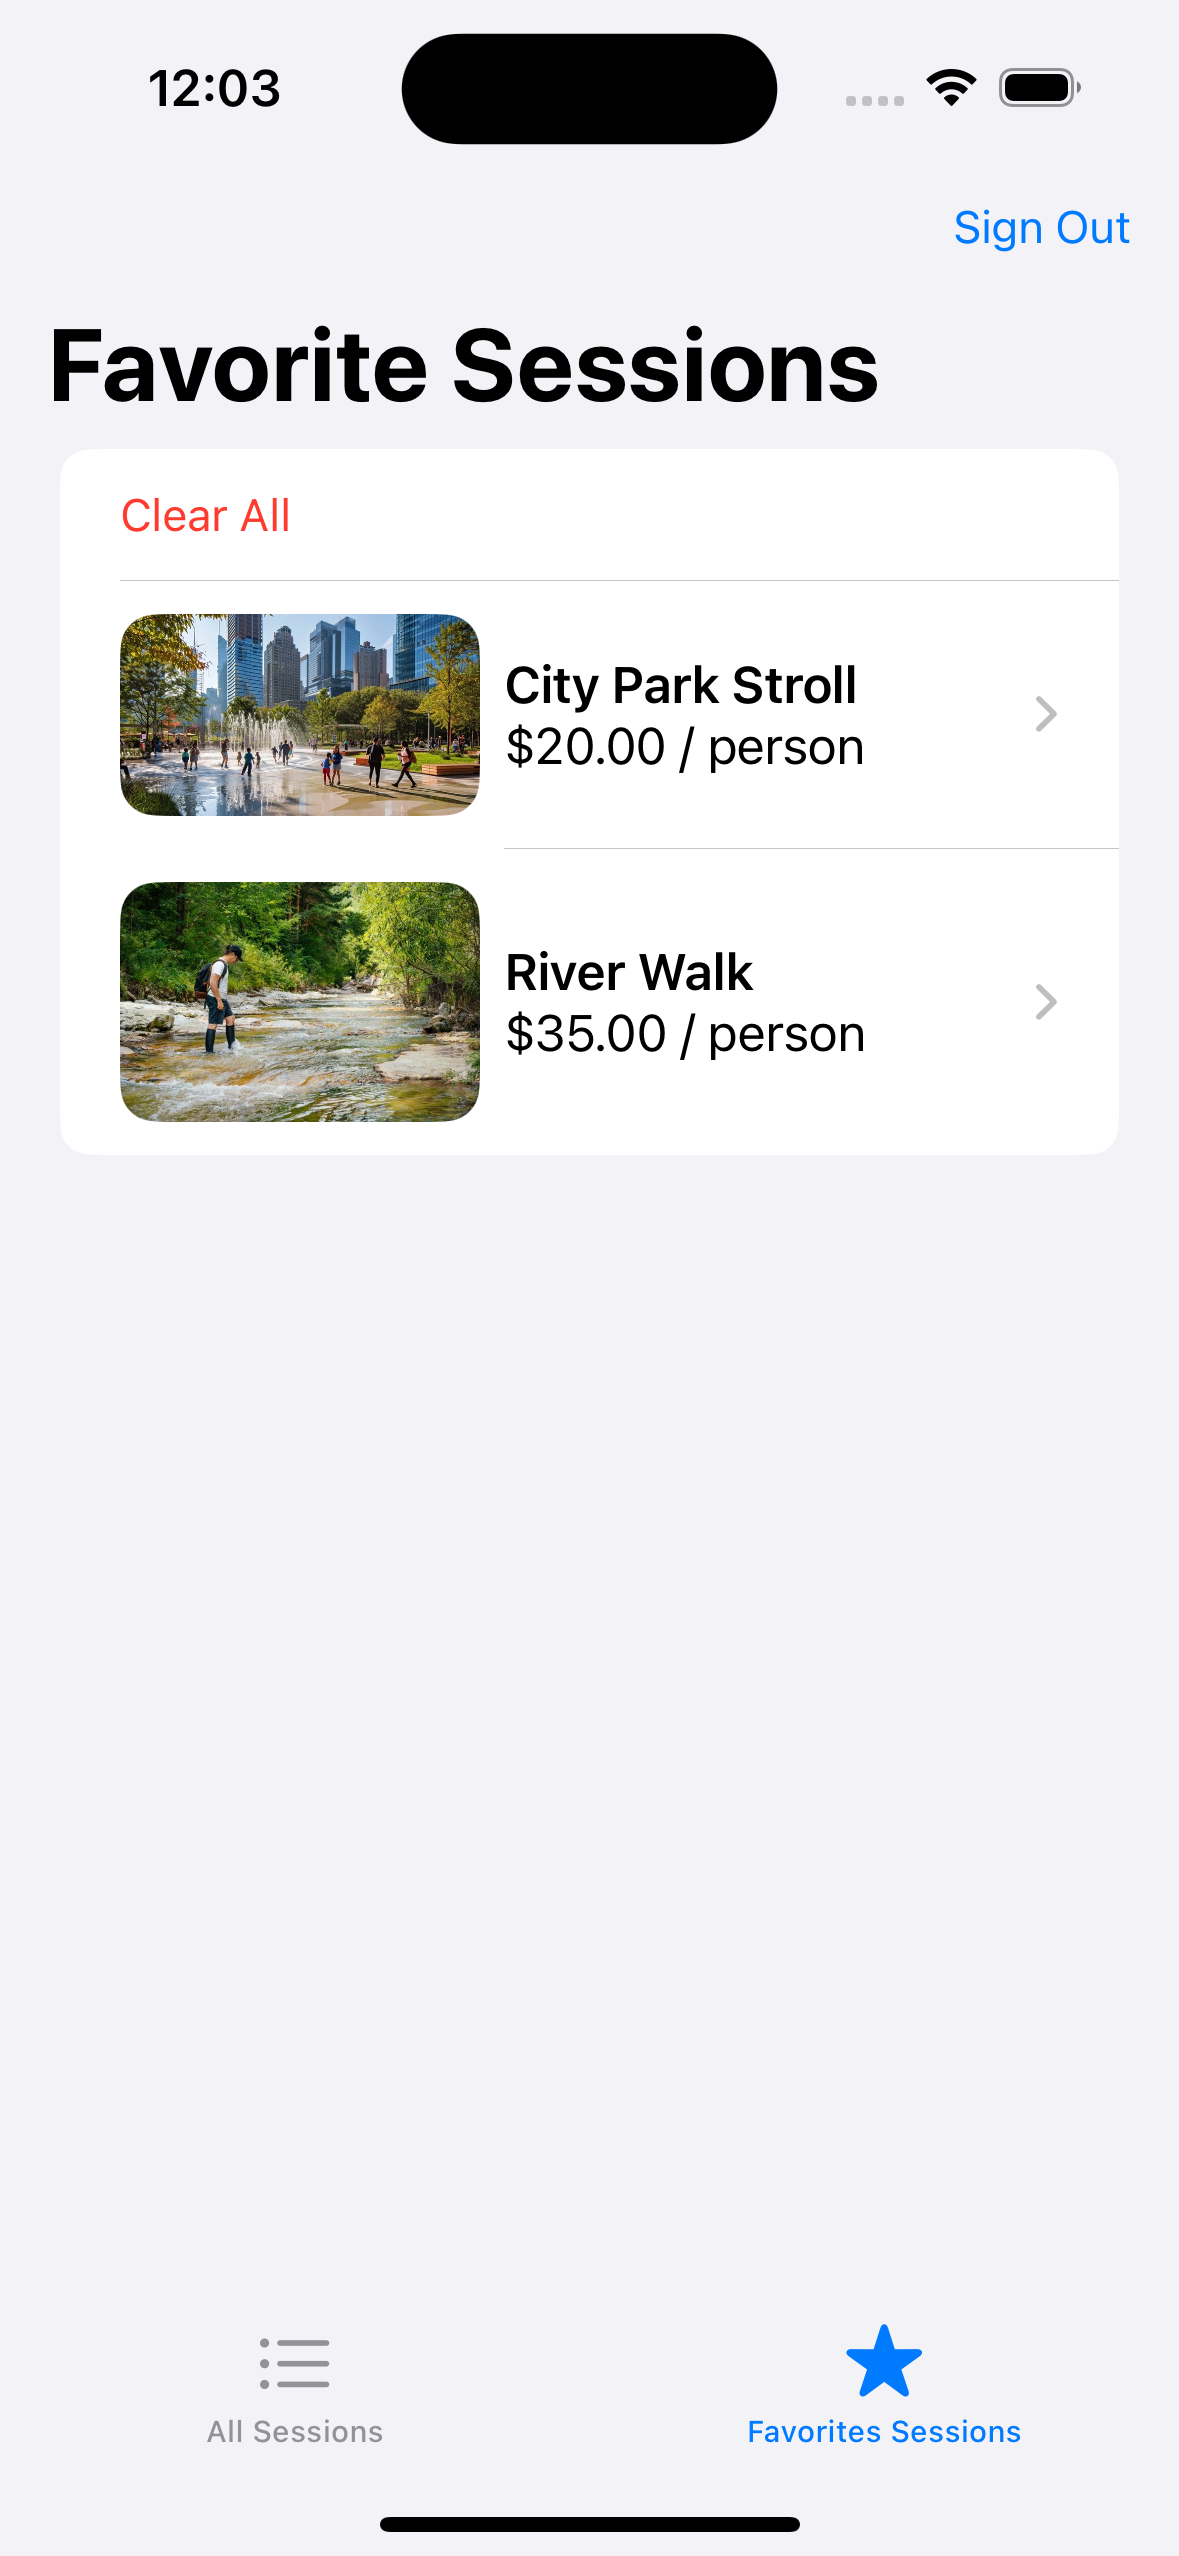 12:03
Sign Out
Favorite Sessions
Clear All
City Park Stroll
$20.00 / person
River Walk
$35.00 / person
All Sessions
Favorites Sessions